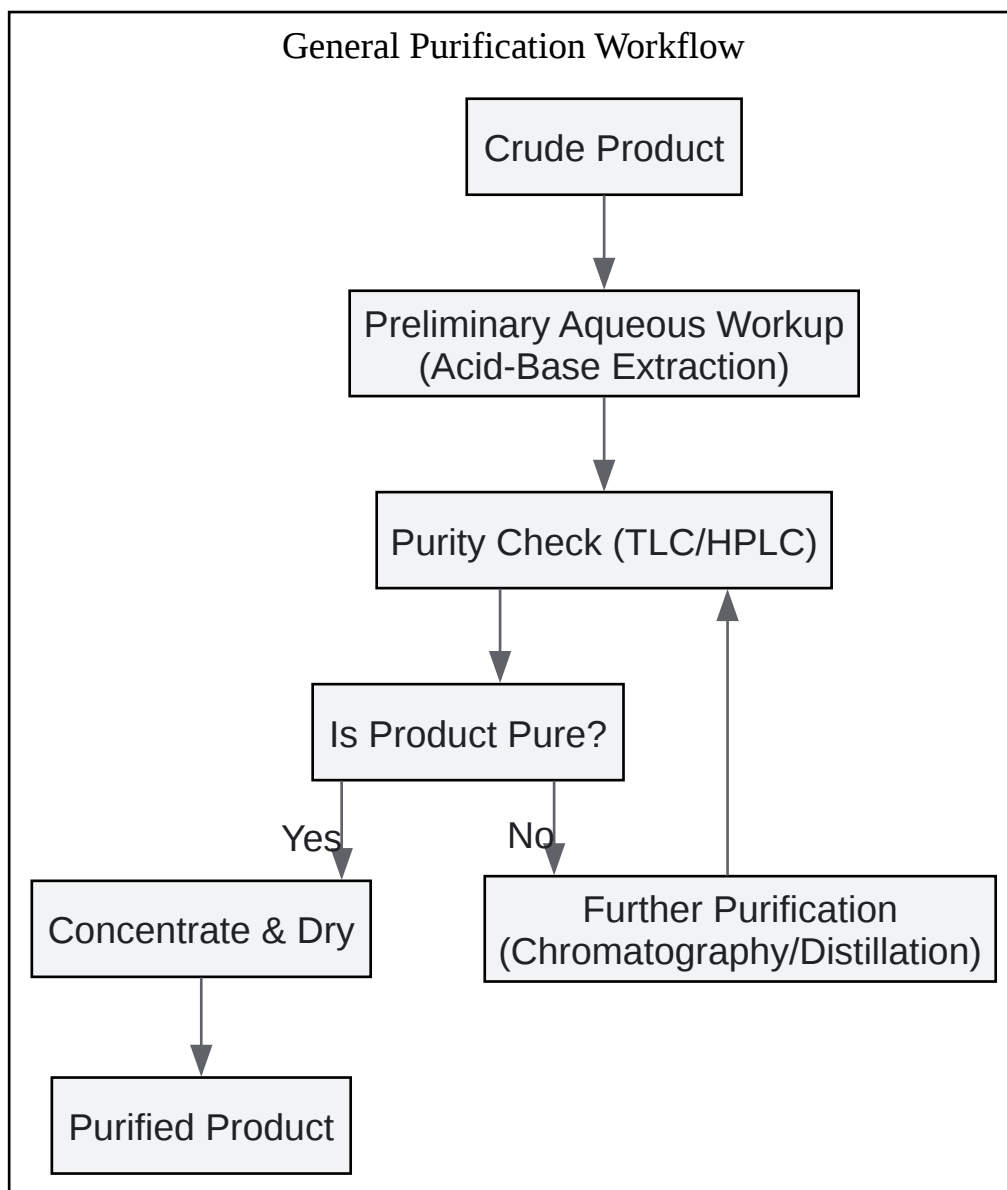 General Purification Workflow
Crude Product
Preliminary Aqueous Workup
(Acid-Base Extraction)
Purity Check (TLC/HPLC)
Is Product Pure?
Yes
No
Concentrate & Dry
Further Purification
(Chromatography/Distillation)
Purified Product